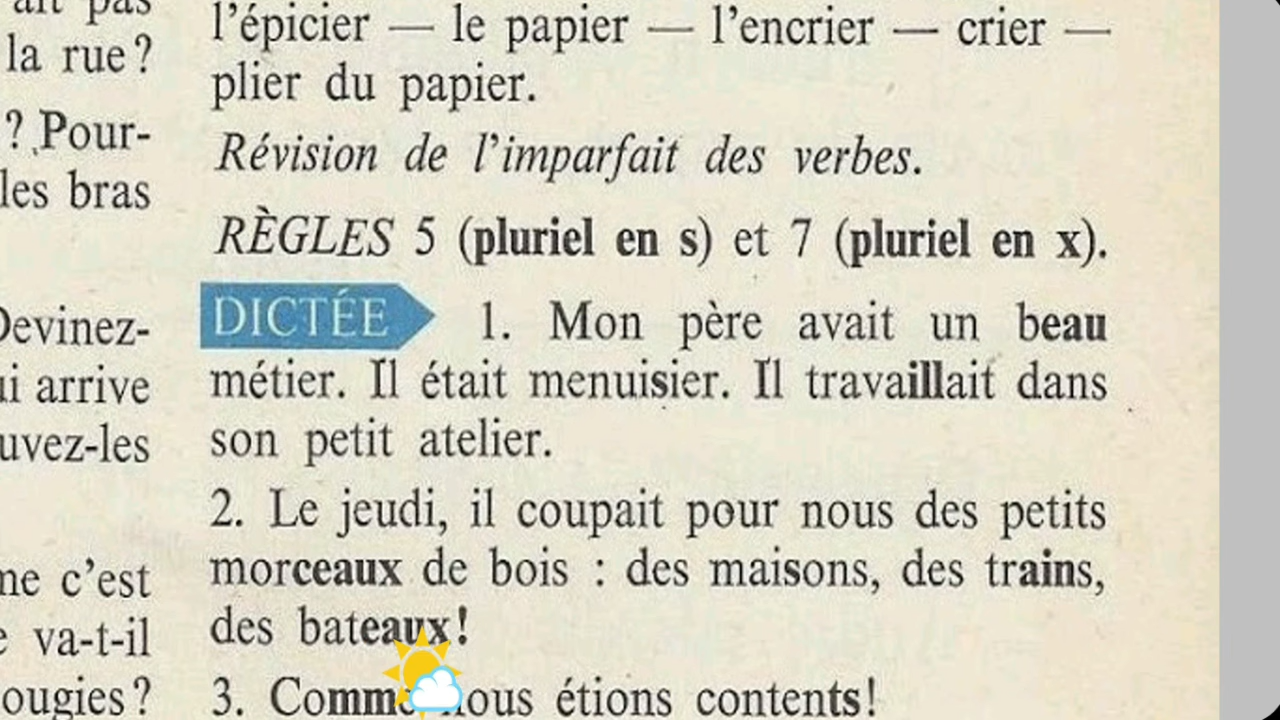 ait pas
la rue?
? Pour-
les bras
Devinez-
ui arrive
uvez-les
c'est
va-t-il
ougies?
l'épicier — le papier — l'encrier — crier —
plier du papier.
Révision de l'imparfait des verbes.
RÈGLES 5 (pluriel en s) et 7 (pluriel en x).
DICTÉE 1. Mon père avait un beau
métier. Il était menuisier. Il travaillait dans
son petit atelier.
2. Le jeudi, il coupait pour nous des petits
morceaux de bois : des maisons, des trains,
des bateaux!
3. Comme nous étions contents!